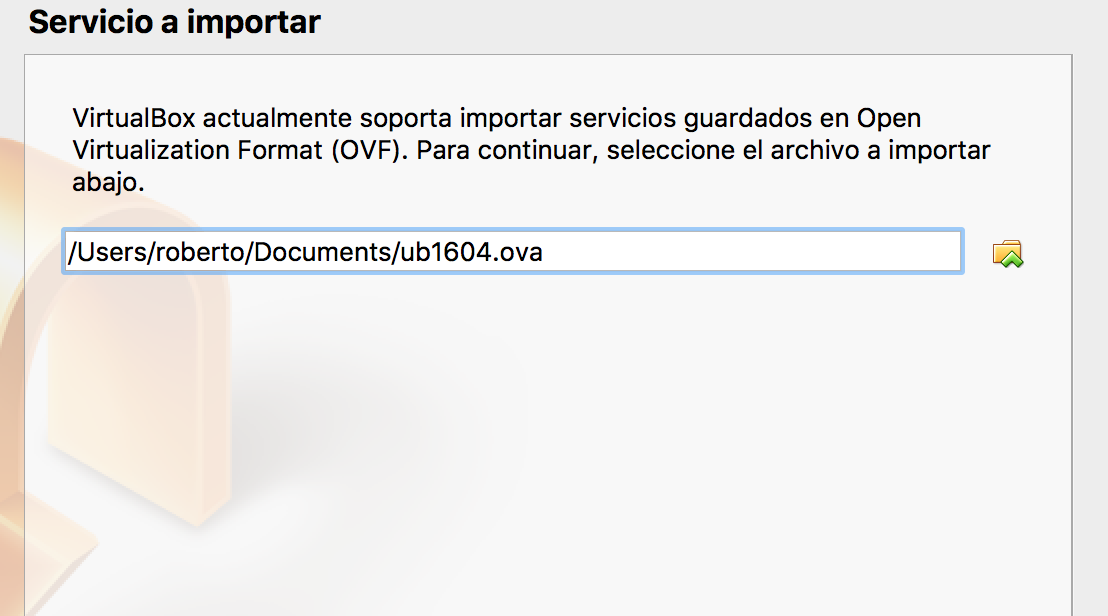 Servicio a importar
VirtualBox actualmente soporta importar servicios guardados en Open
Virtualization Format (OVF). Para continuar, seleccione el archivo a importar
abajo.
/Users/roberto/Documents/ub1604.ova